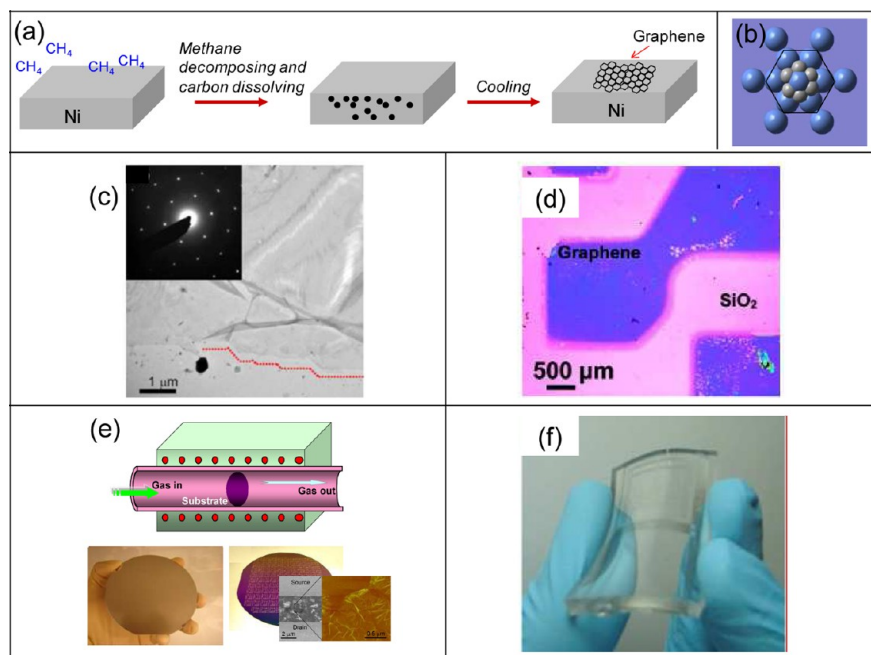 (a)
CH4
CH4
CH4
CH4
Ni
Methane
decomposing and
carbon dissolving
Cooling
Graphene
Ni
(b)
(c)
1 μm
(d)
Graphene
SiO2
500 μm
(e)
Gas in
Substrate
Gas out
Source
Drain
2 μm
0.5 μm
(f)